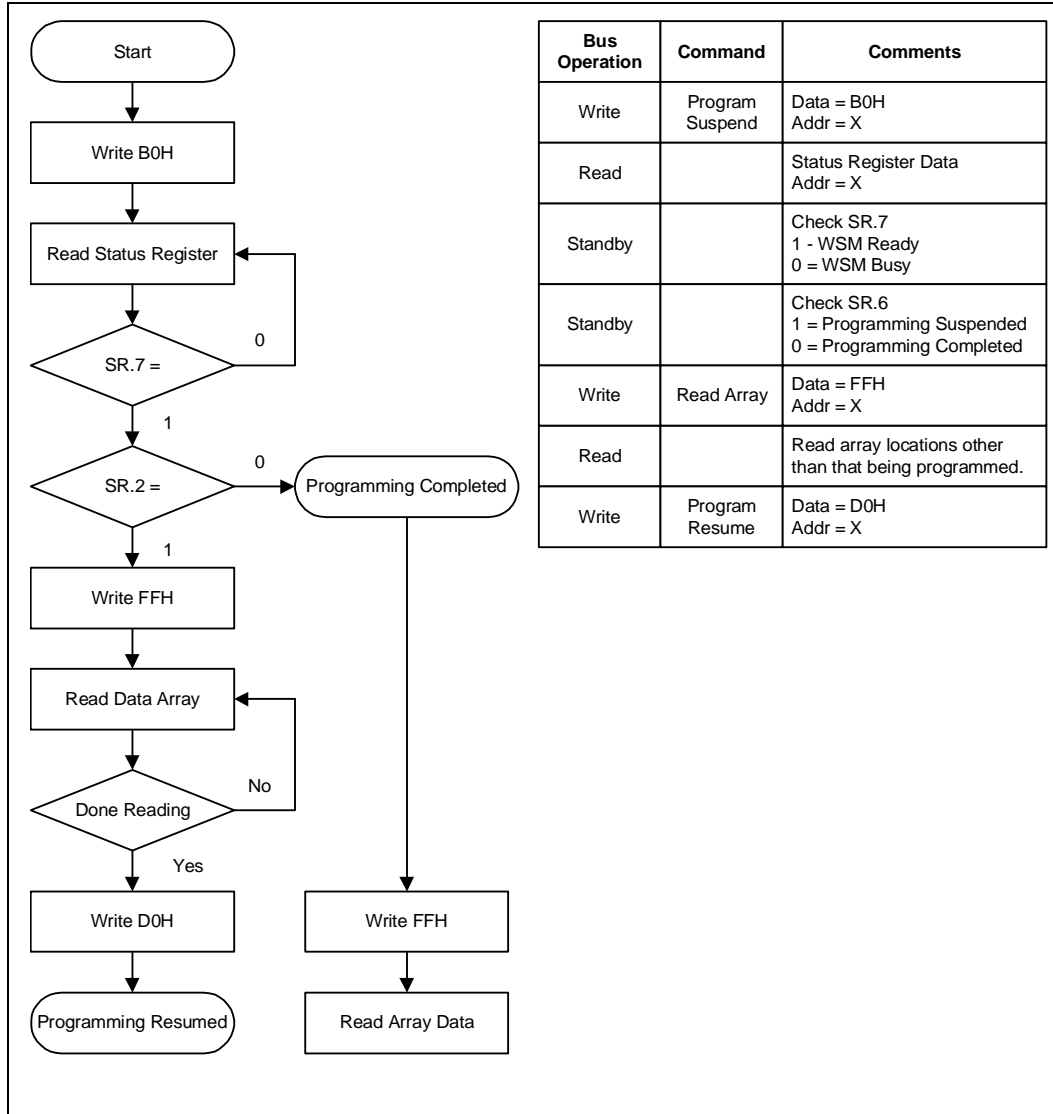 Start
Write B0H
Read Status Register
SR.7 =
0
1
SR.2 =
0
Programming Completed
1
Write FFH
Read Data Array
Done Reading
No
Yes
Write D0H
Programming Resumed
Write FFH
Read Array Data
Bus
Operation
Command
Comments
Write
Program
Suspend
Data = B0H
Addr = X
Read
Status Register Data
Addr = X
Standby
Check SR.7
1 - WSM Ready
0 = WSM Busy
Standby
Check SR.6
1 = Programming Suspended
0 = Programming Completed
Write
Read Array
Data = FFH
Addr = X
Read
Read array locations other
than that being programmed.
Write
Program
Resume
Data = D0H
Addr = X